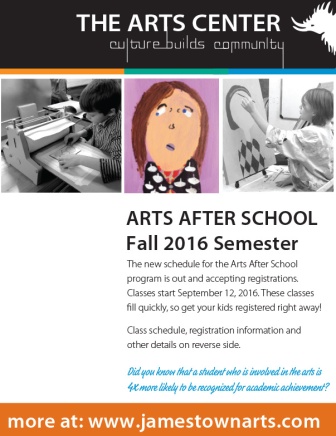 THE ARTS CENTER
culture builds community
ARTS AFTER SCHOOL
Fall 2016 Semester
The new schedule for the Arts After School
program is out and accepting registrations.
Classes start September 12, 2016. These classes
fill quickly, so get your kids registered right away!
Class schedule, registration information and
other details on reverse side.
Did you know that a student who is involved in the arts is
4X more likely to be recognized for academic achievement?
more at: www.jamestownarts.com